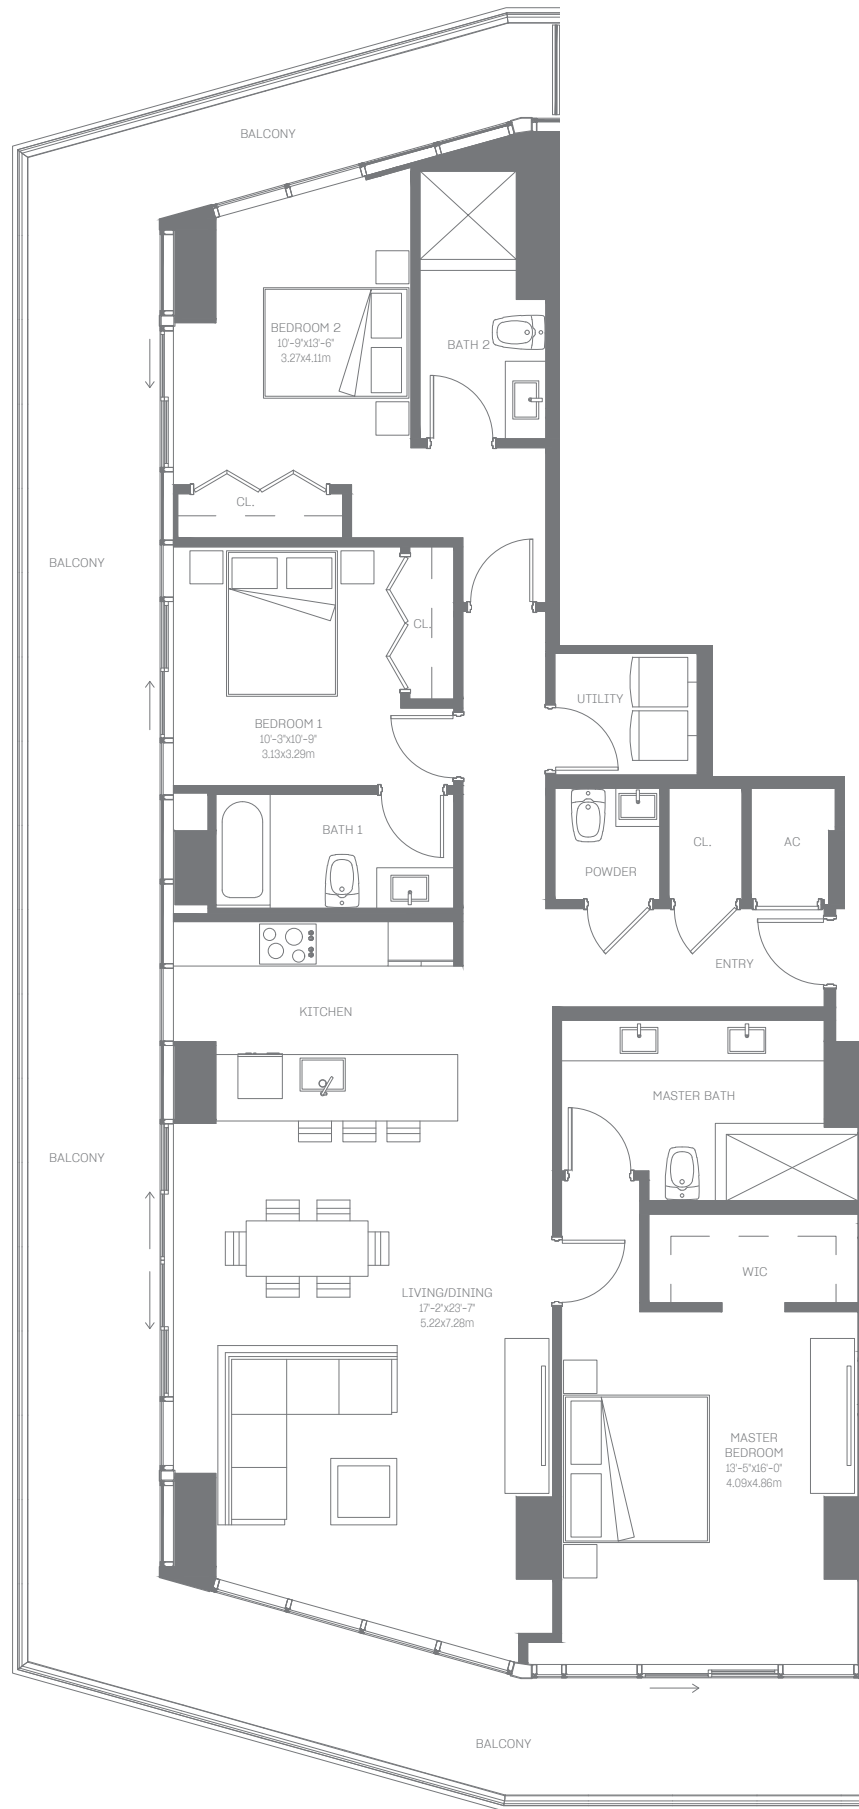 BALCONY
BEDROOM 2
10'-9"x13'-6"
3.27x4.11m
BATH 2
CL.
BALCONY
CL.
UTILITY
BEDROOM 1
10'-3"x10'-9"
3.13x3.29m
BATH 1
CL.
AC
POWDER
ENTRY
KITCHEN
MASTER BATH
BALCONY
WIC
LIVING/DINING
17'-2"x23'-7"
5.22x7.28m
MASTER
BEDROOM
13'-5"x16'-0"
4.09x4.86m
BALCONY